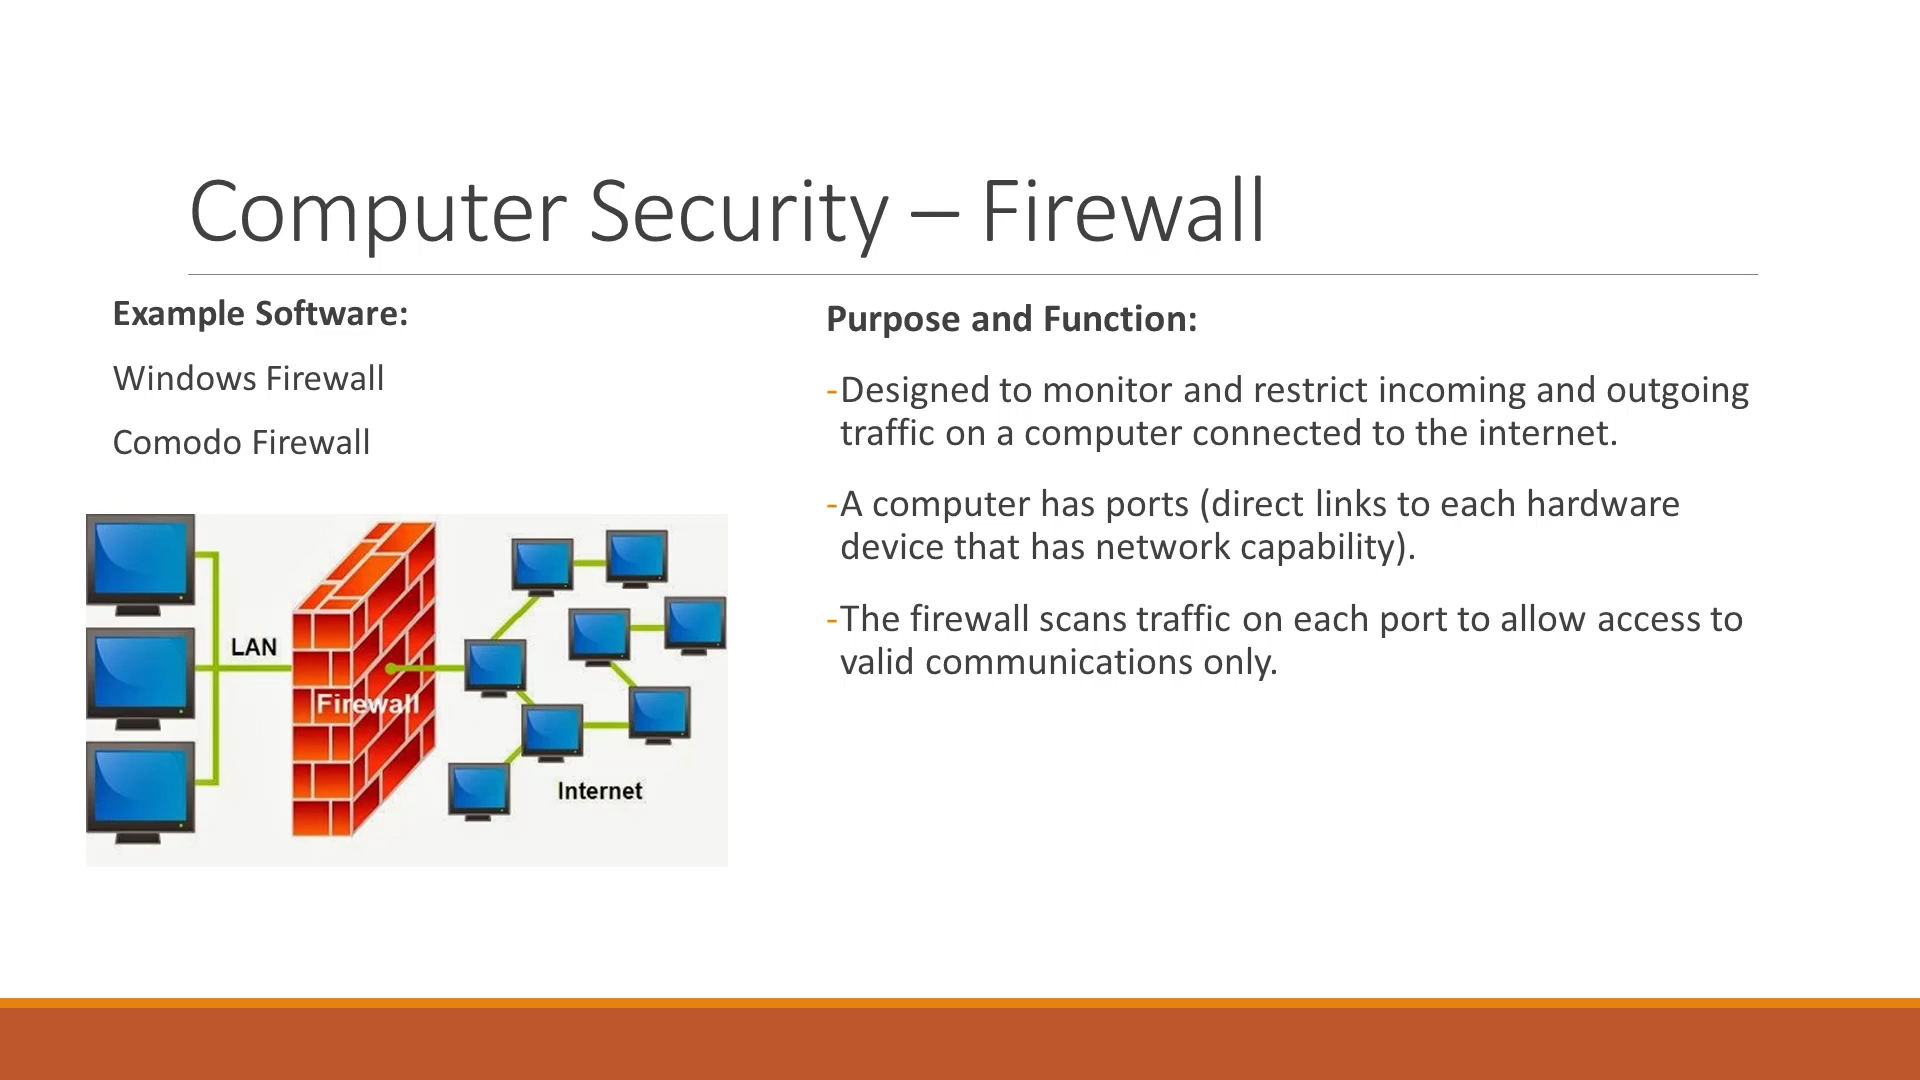 Computer Security – Firewall
Example Software:
Windows Firewall
Comodo Firewall
LAN
Firewall
Internet
Purpose and Function:
-Designed to monitor and restrict incoming and outgoing
traffic on a computer connected to the internet.
-A computer has ports (direct links to each hardware
device that has network capability).
-The firewall scans traffic on each port to allow access to
valid communications only.